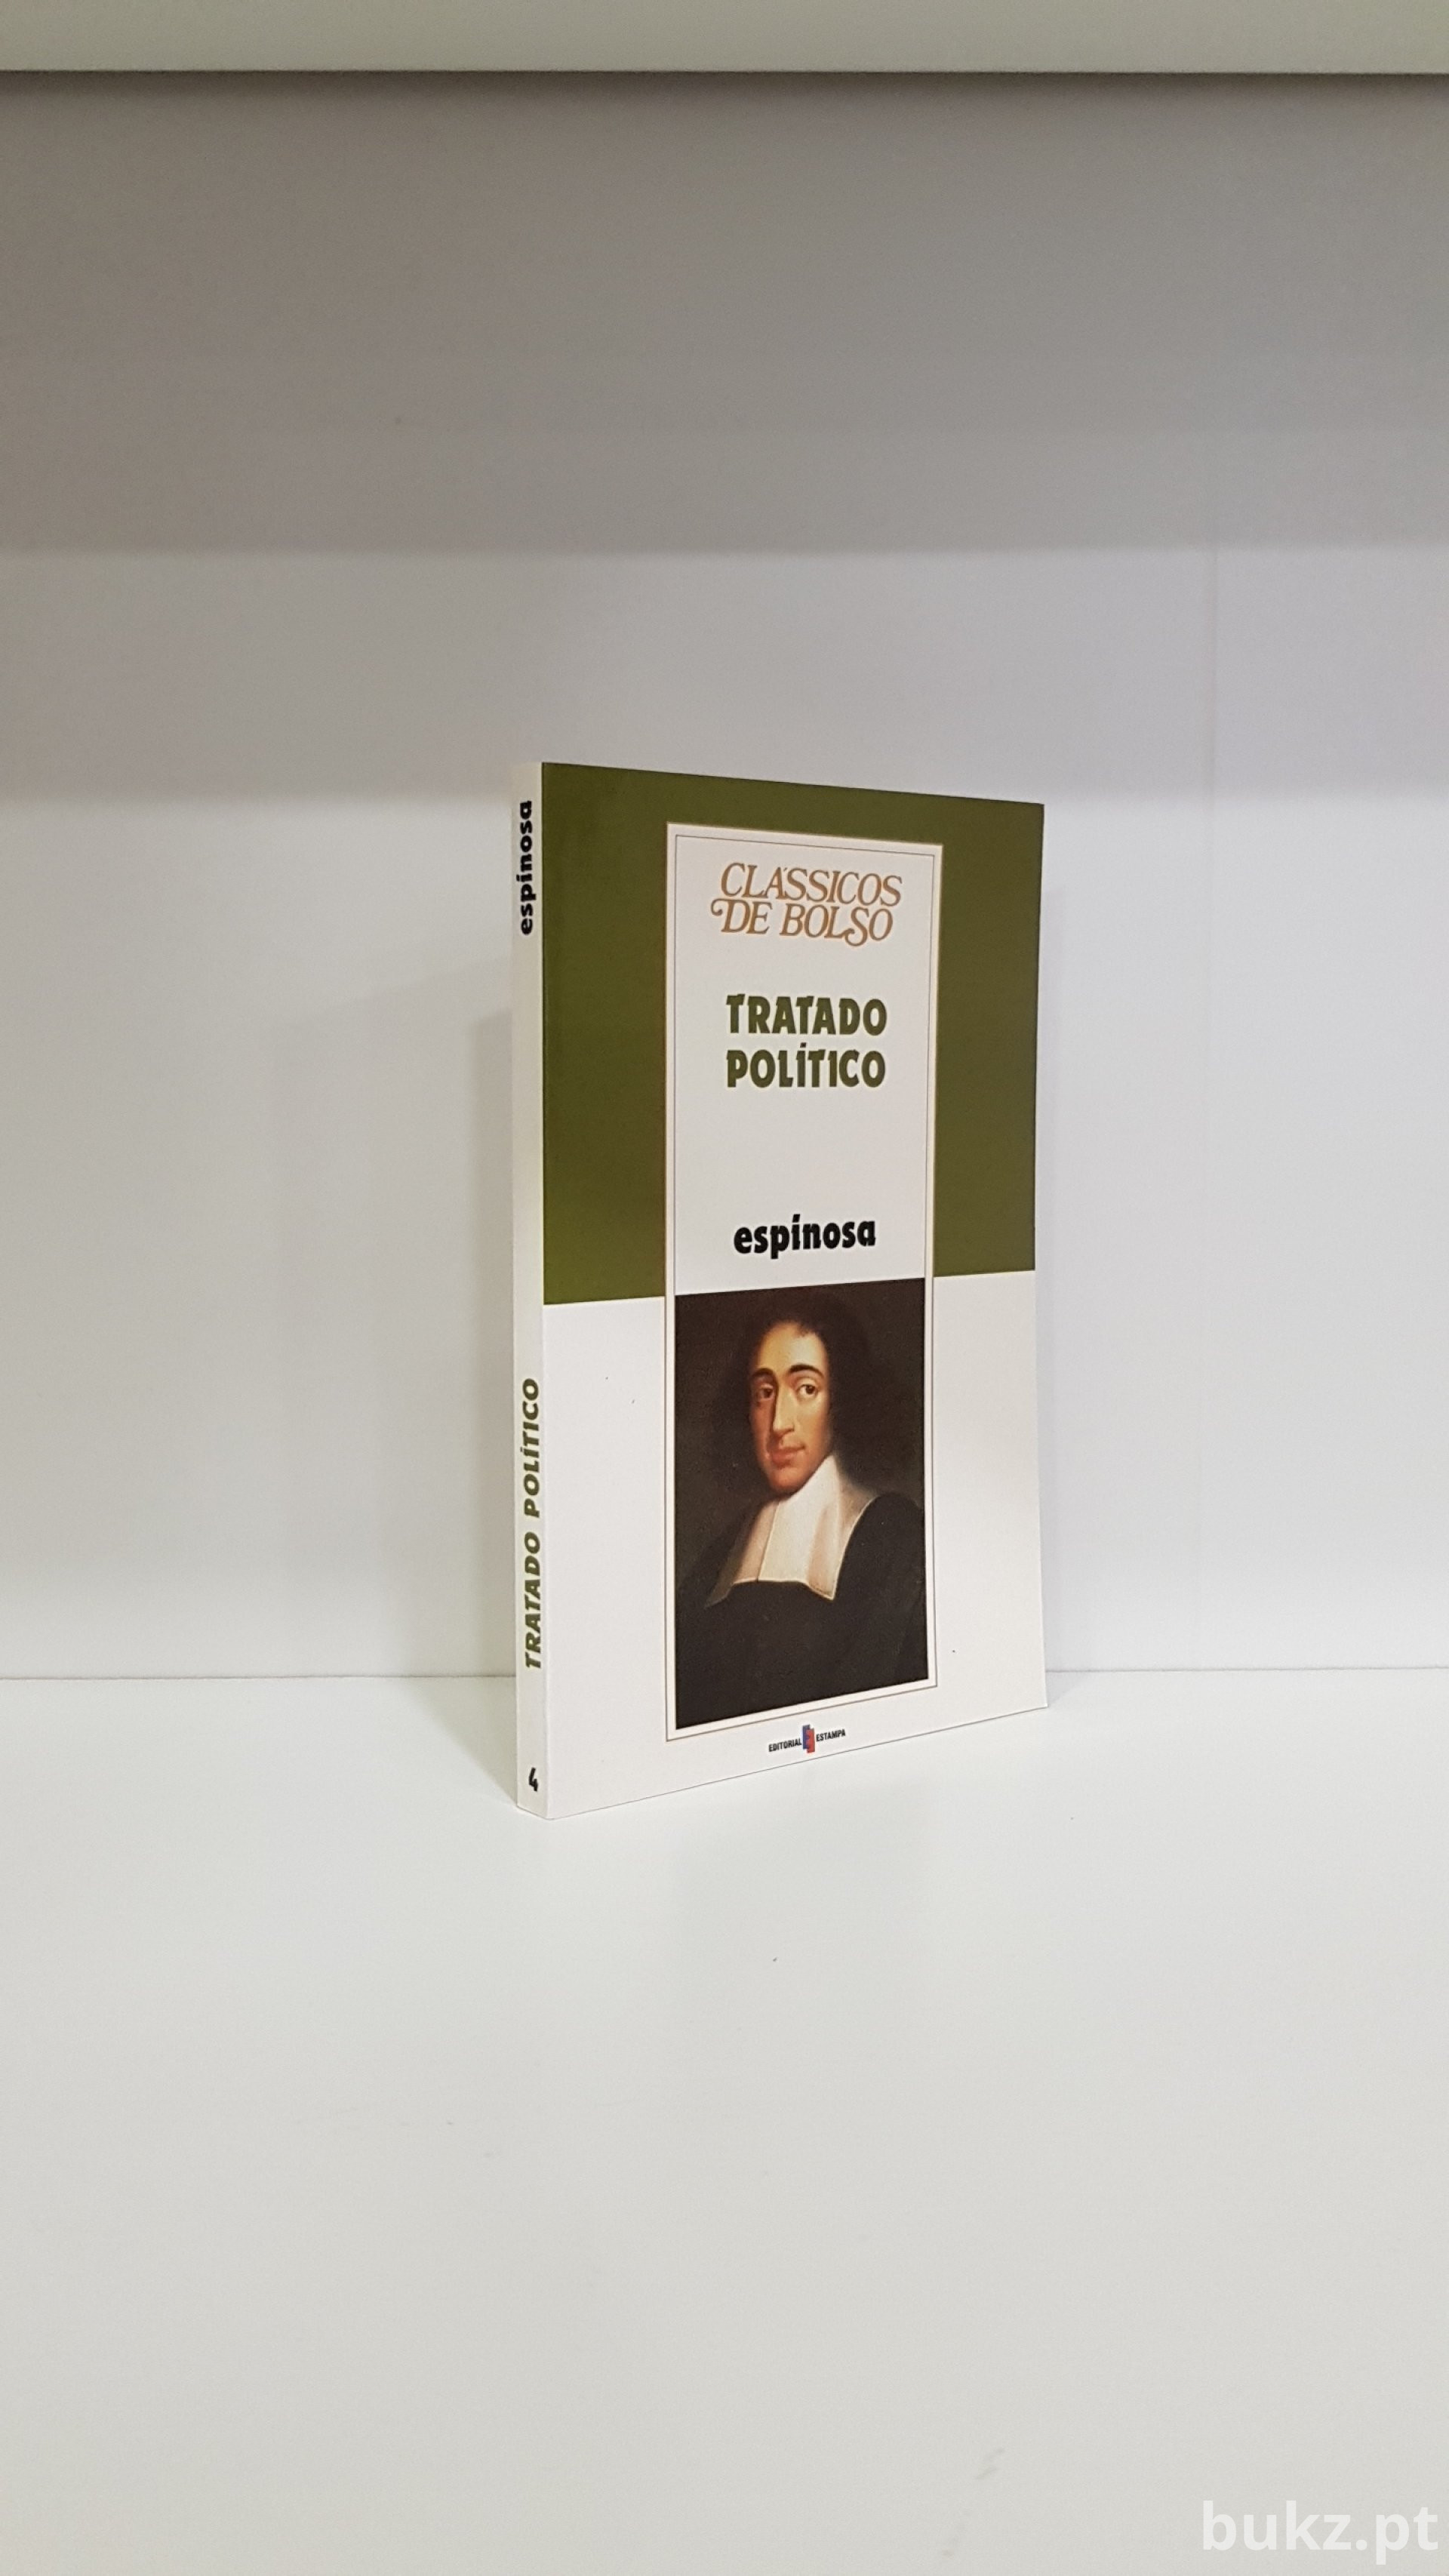 espinosa
TRATADO POLÍTICO
4
CLÁSSICOS
DE BOLSO
TRATADO
POLÍTICO
espinosa
EDITORIAL ESTAMPA
bukz.pt